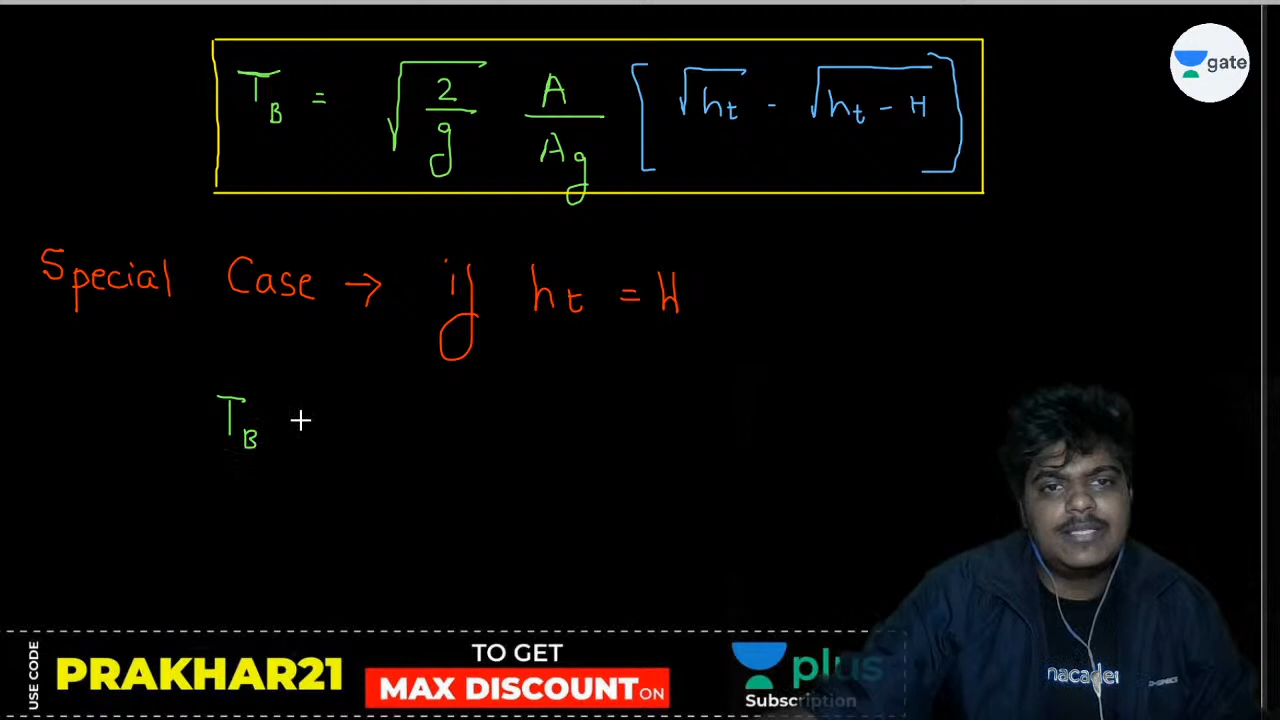 gate
T_B = √(2/g) A/A_g [√h_t - √(h_t - H)]
Special Case → if h_t = H
T_B
nacade
USE CODE
PRAKHAR21
TO GET
MAX DISCOUNT ON
plus
Subscription